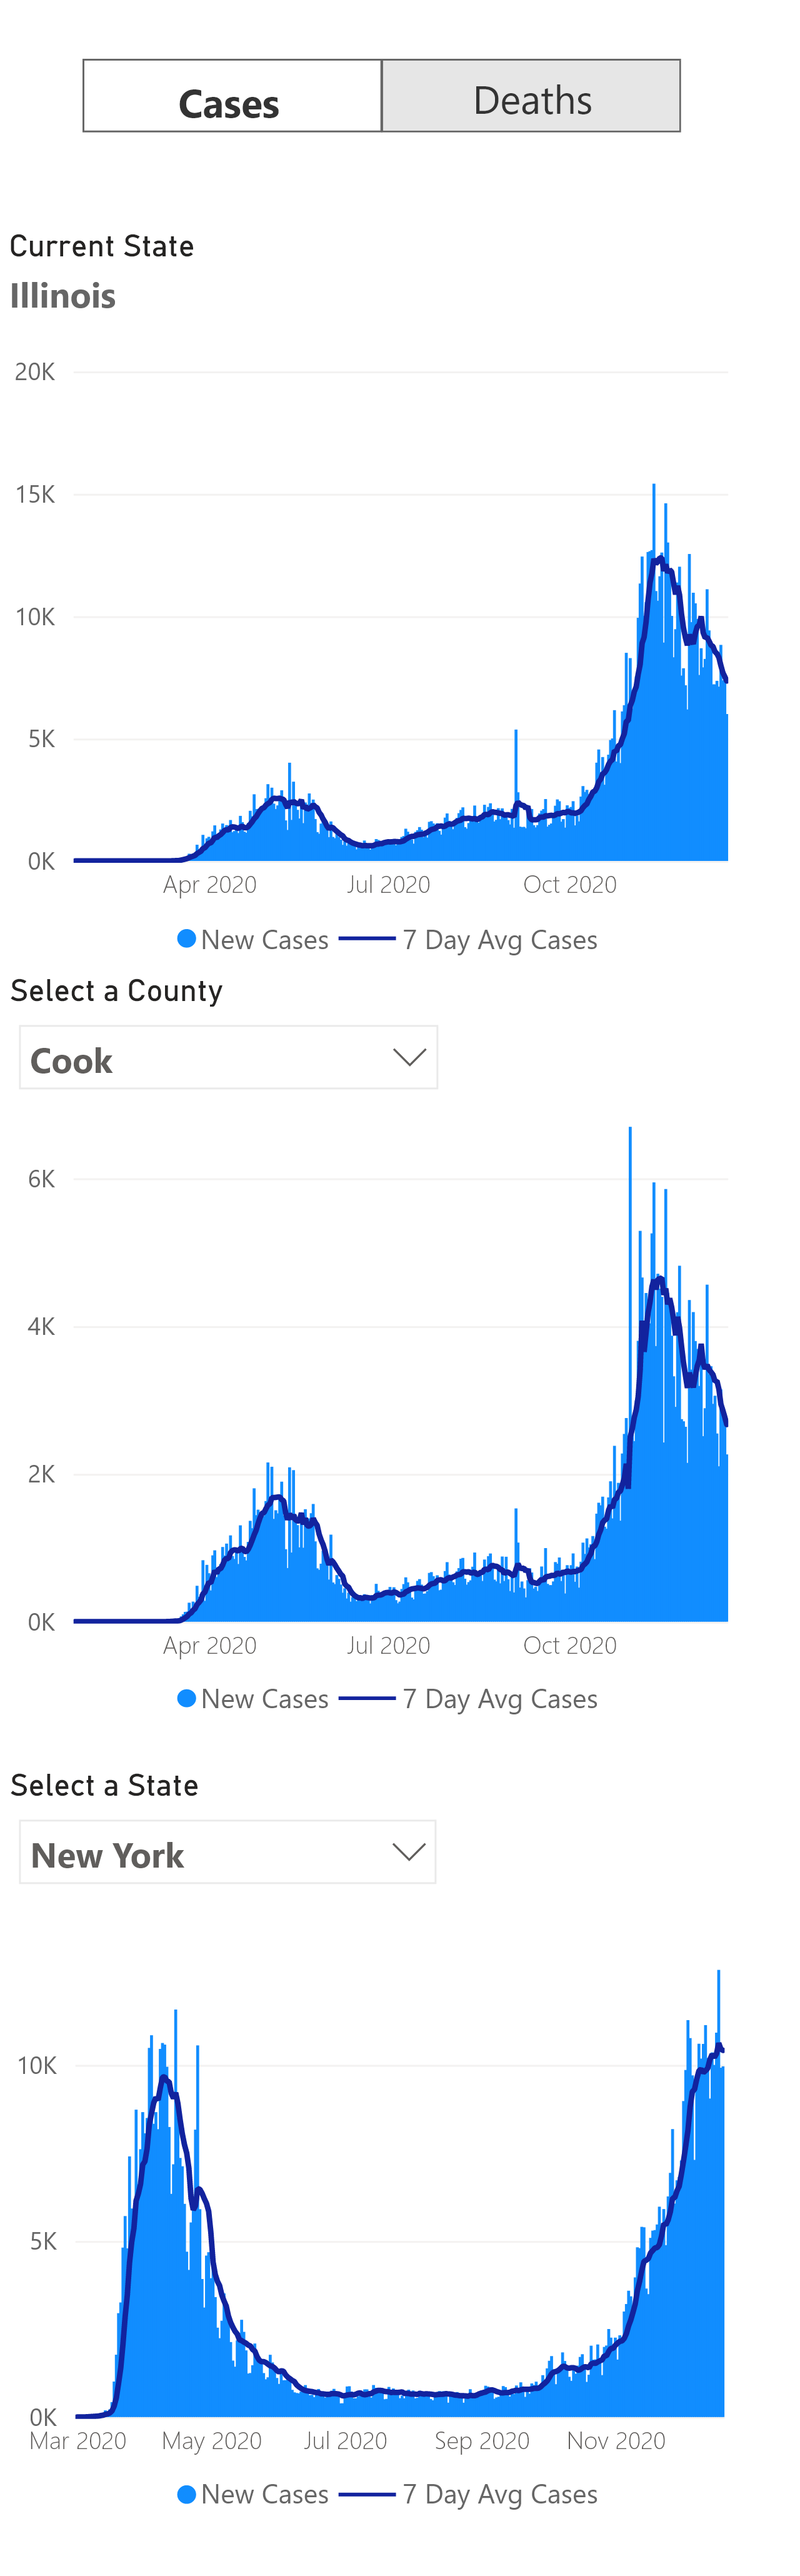 Cases Deaths
Current State
Illinois
20K
15K
10K
5K
0K
Apr 2020 Jul 2020 Oct 2020
New Cases 7 Day Avg Cases
Select a County
Cook
6K
4K
2K
0K
Apr 2020 Jul 2020 Oct 2020
New Cases 7 Day Avg Cases
Select a State
New York
10K
5K
0K
Mar 2020 May 2020 Jul 2020 Sep 2020 Nov 2020
New Cases 7 Day Avg Cases